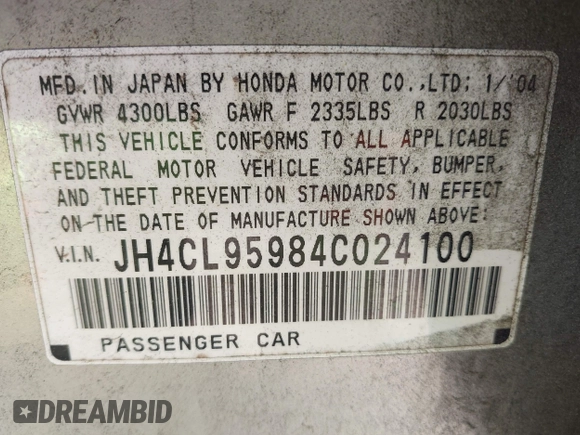 MFD. IN JAPAN BY HONDA MOTOR CO.,LTD: 1/'04
GVWR 4300LBS GAWR F 2335LBS R 2030LBS
THIS VEHICLE CONFORMS TO ALL APPLICABLE
FEDERAL MOTOR VEHICLE SAFETY, BUMPER,
AND THEFT PREVENTION STANDARDS IN EFFECT
ON THE DATE OF MANUFACTURE SHOWN ABOVE:
V.I.N. JH4CL95984C024100
PASSENGER CAR
DREAMBID